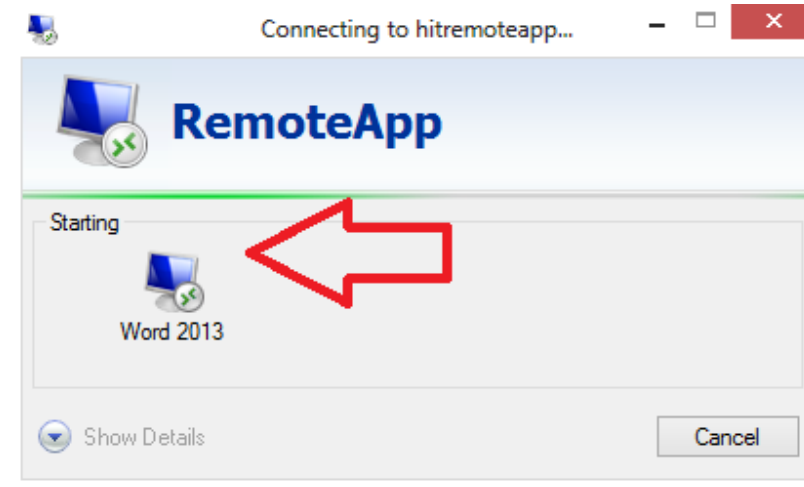 Connecting to hitremoteapp...
RemoteApp
Starting
Word 2013
Show Details
Cancel